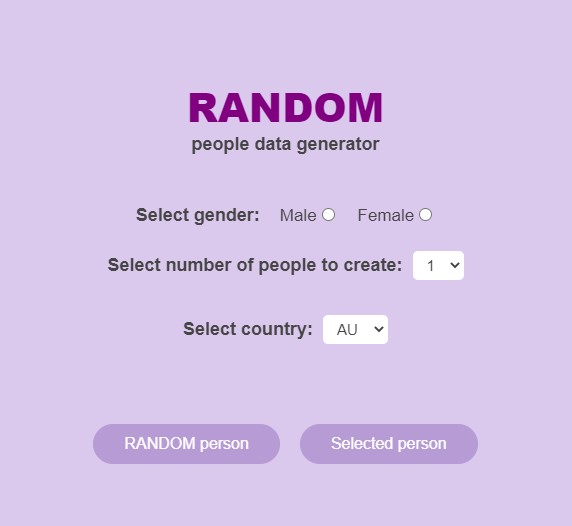 RANDOM
people data generator
Select gender: Male Female
Select number of people to create: 1
Select country: AU
RANDOM person Selected person